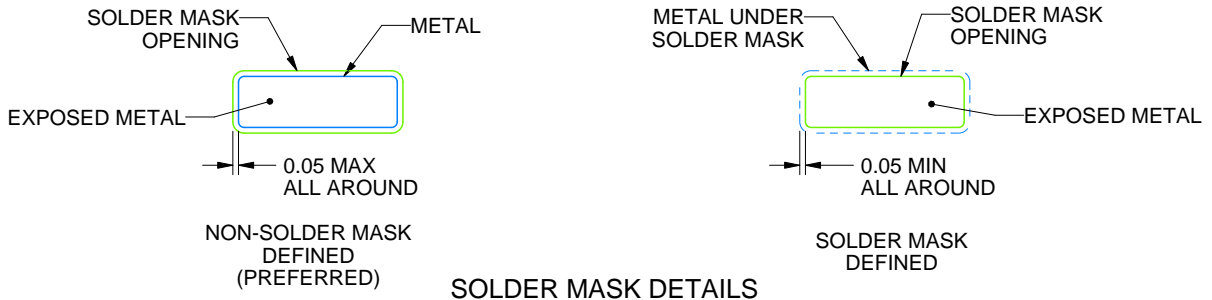 SOLDER MASK
OPENING
METAL
EXPOSED METAL
0.05 MAX
ALL AROUND
NON-SOLDER MASK
DEFINED
(PREFERRED)
METAL UNDER
SOLDER MASK
SOLDER MASK
OPENING
EXPOSED METAL
0.05 MIN
ALL AROUND
SOLDER MASK
DEFINED
SOLDER MASK DETAILS